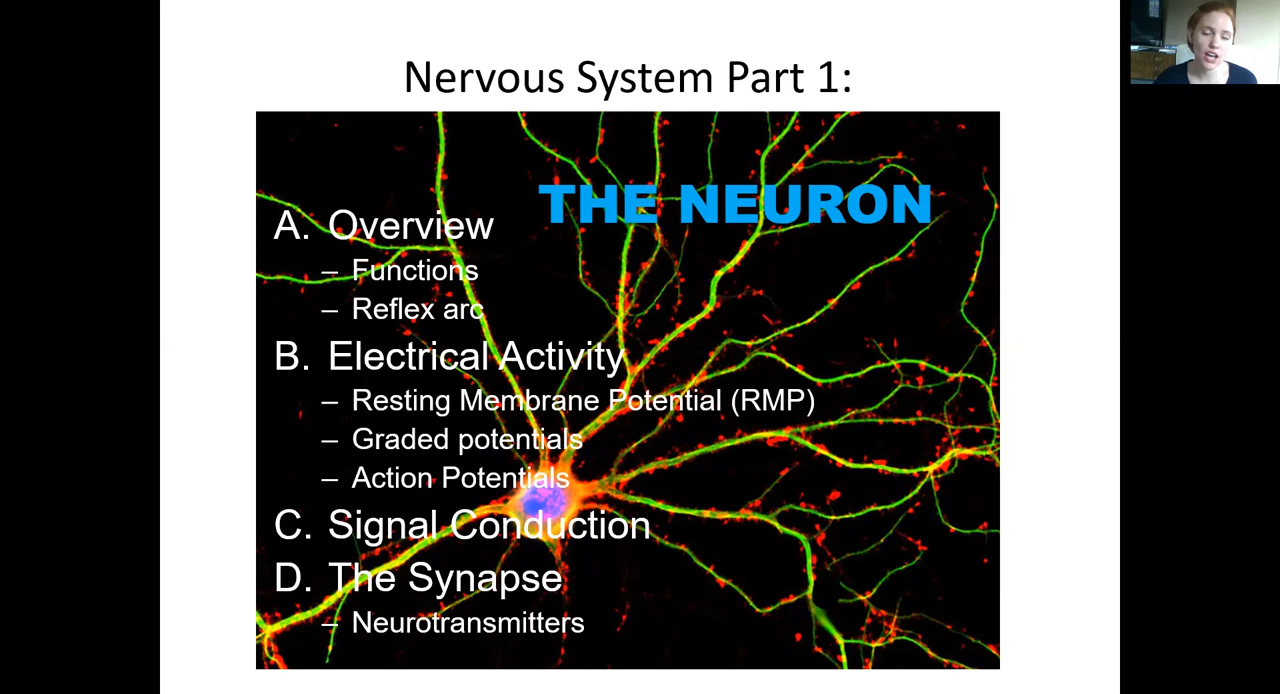 Nervous System Part 1:
THE NEURON
A. Overview
– Functions
– Reflex arc
B. Electrical Activity
– Resting Membrane Potential (RMP)
– Graded potentials
– Action Potentials
C. Signal Conduction
D. The Synapse
– Neurotransmitters